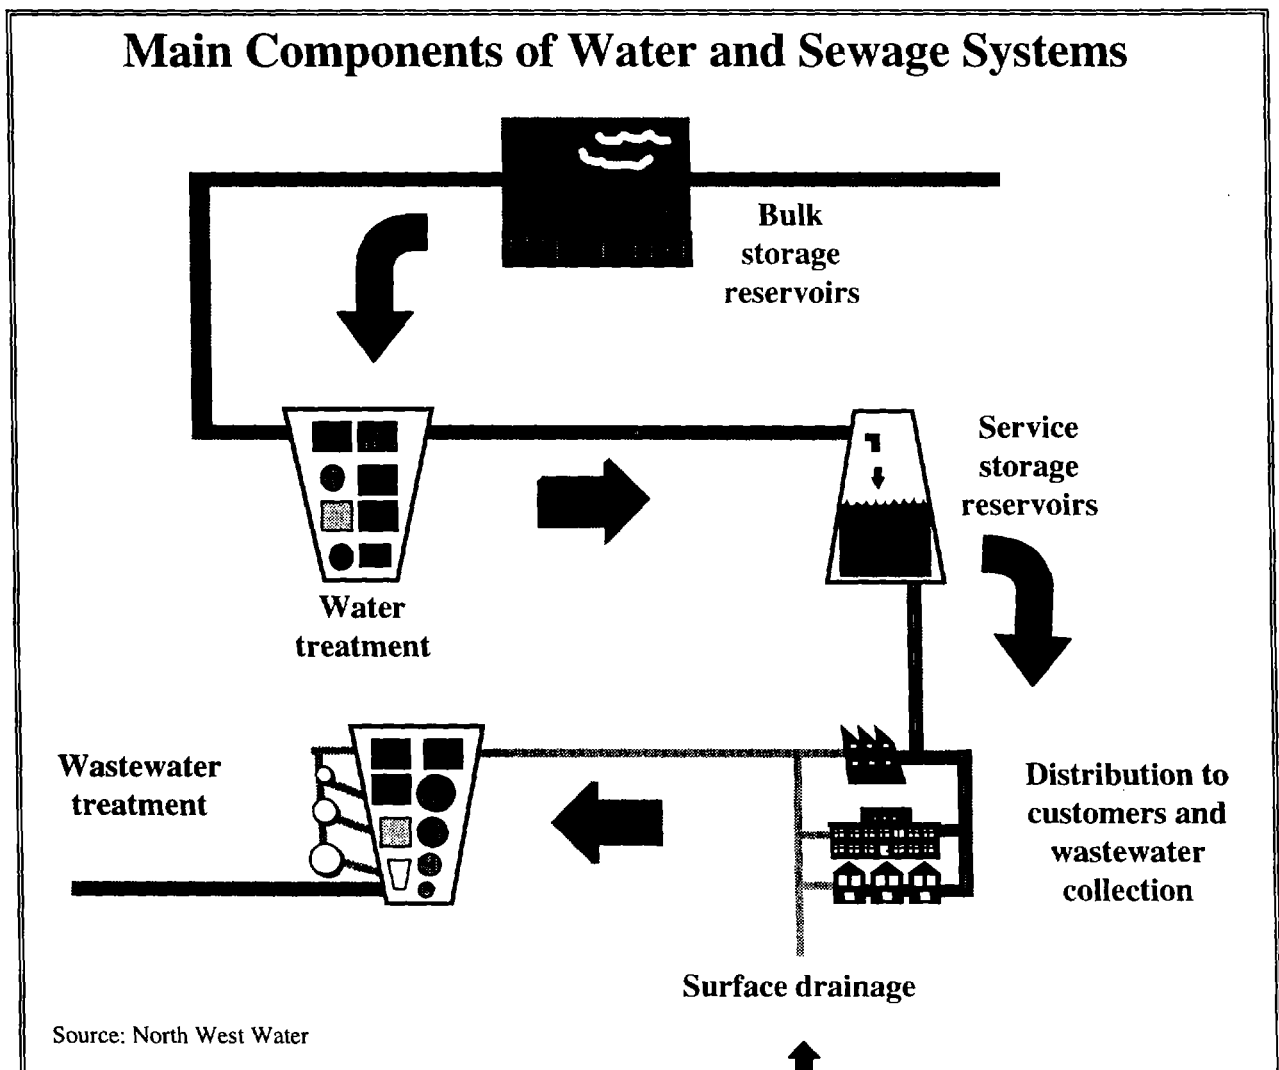 Main Components of Water and Sewage Systems
Bulk
storage
reservoirs
Service
storage
reservoirs
Water
treatment
Wastewater
treatment
Distribution to
customers and
wastewater
collection
Surface drainage
Source: North West Water